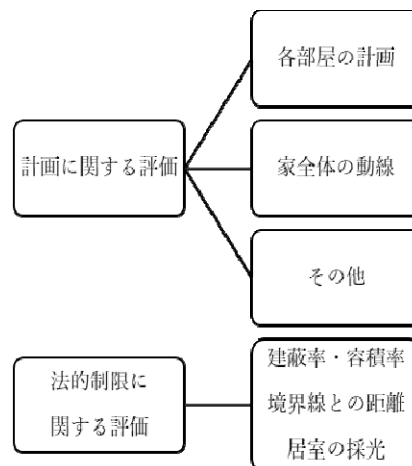 各部屋の計画
計画に関する評価
家全体の動線
その他
法的制限に
関する評価
建蔽率・容積率
境界線との距離
居室の採光